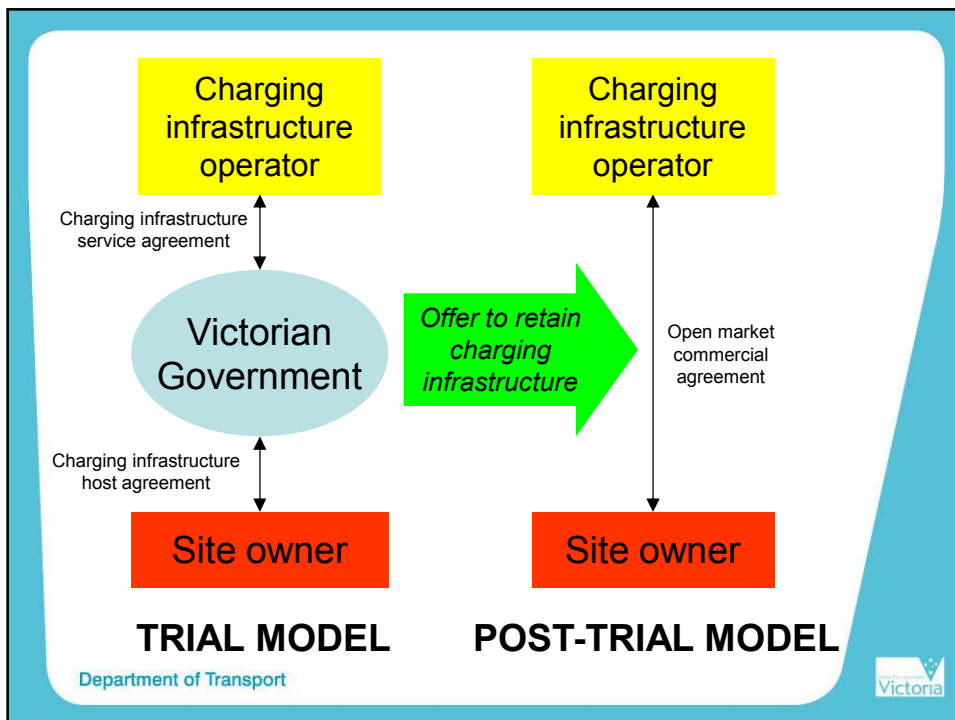 Charging
infrastructure
operator
Charging infrastructure
service agreement
Victorian
Government
Charging infrastructure
host agreement
Site owner
TRIAL MODEL
Offer to retain
charging
infrastructure
Charging
infrastructure
operator
Open market
commercial
agreement
Site owner
POST-TRIAL MODEL
Department of Transport
Victoria